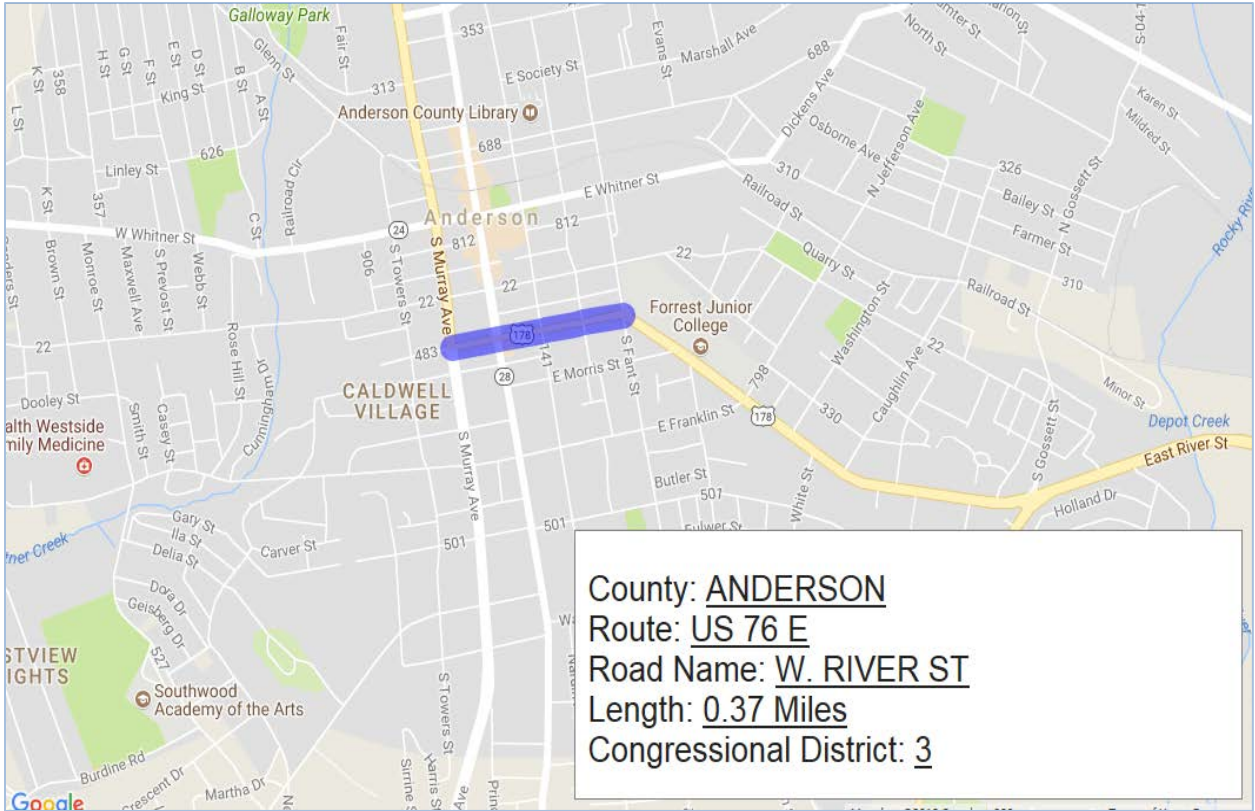 Galloway Park
353
Evans St
Marshall Ave
688
North St
Fair St
Glenn St
K St
358
H St
G St
F St
E St
D St
B St
A St
King St
313
E Society St
Anderson County Library
Dickens Ave
Osborne Ave
N Jefferson Ave
Karen St
Mildred St
L St
626
Linley St
Railroad Cir
688
310
326
Bailey St
N Gossett St
E Whitner St
Railroad St
Farmer St
K St
357
C St
W Whitner St
24
Anderson
812
812
22
Quarry St
310
Brown St
Monroe St
Maxwell Ave
S Prevost St
Webb St
906
S Towers St
S Murray Ave
22
22
Railroad St
Forrest Junior
College
Washington St
22
Rose Hill St
483
178
141
S Fant St
22
Cunningham Dr
28
E Morris St
798
Caughlin Ave
Minor St
CALDWELL
VILLAGE
Dooley St
Smith St
Casey St
178
330
E Franklin St
Depot Creek
East River St
S Murray Ave
S Gossett St
Butler St
501
White St
Holland Dr
Gary St
Ila St
Delia St
Carver St
501
501
Fulwer St
Dora Dr
Geisberg Dr
527
Southwood
Academy of the Arts
S Towers St
Burdine Rd
Martha Dr
Harris St
County: ANDERSON
Route: US 76 E
Road Name: W. RIVER ST
Length: 0.37 Miles
Congressional District: 3
Google